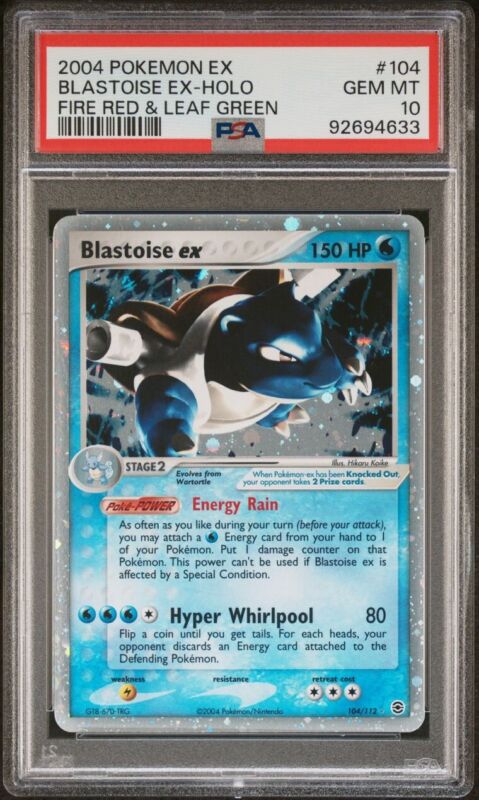 2004 POKEMON EX #104
BLASTOISE EX-HOLO GEM MT
FIRE RED & LEAF GREEN 10
PSA 92694633
Blastoise ex 150 HP
Illus. Hikaru Koike
STAGE 2
Evolves from
Wartortle
When Pokémon-ex has been Knocked Out,
your opponent takes 2 Prize cards.
Poké-POWER Energy Rain
As often as you like during your turn (before your attack),
you may attach a Energy card from your hand to 1
of your Pokémon. Put 1 damage counter on that
Pokémon. This power can't be used if Blastoise ex is
affected by a Special Condition.
Hyper Whirlpool 80
Flip a coin until you get tails. For each heads, your
opponent discards an Energy card attached to the
Defending Pokémon.
weakness resistance retreat cost
GTB-670-TRG ©2004 Pokémon/Nintendo 104/112
PSA